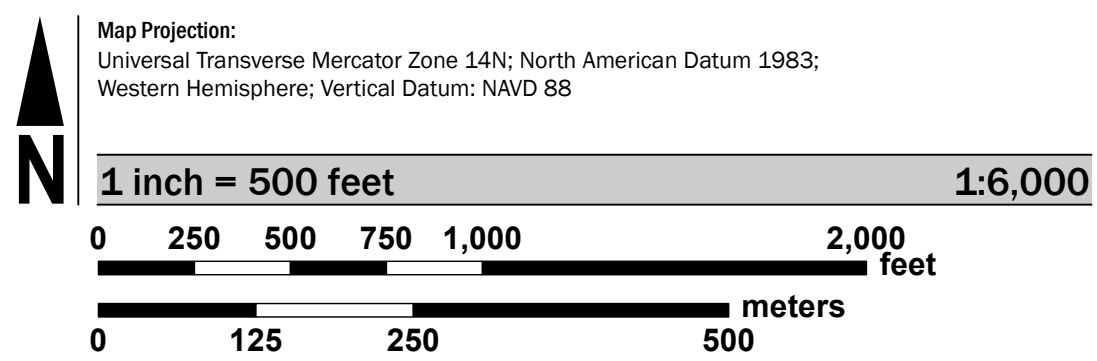 N
Map Projection:
Universal Transverse Mercator Zone 14N; North American Datum 1983;
Western Hemisphere; Vertical Datum: NAVD 88
1 inch = 500 feet 1:6,000
0 250 500 750 1,000 2,000
feet
meters
0 125 250 500